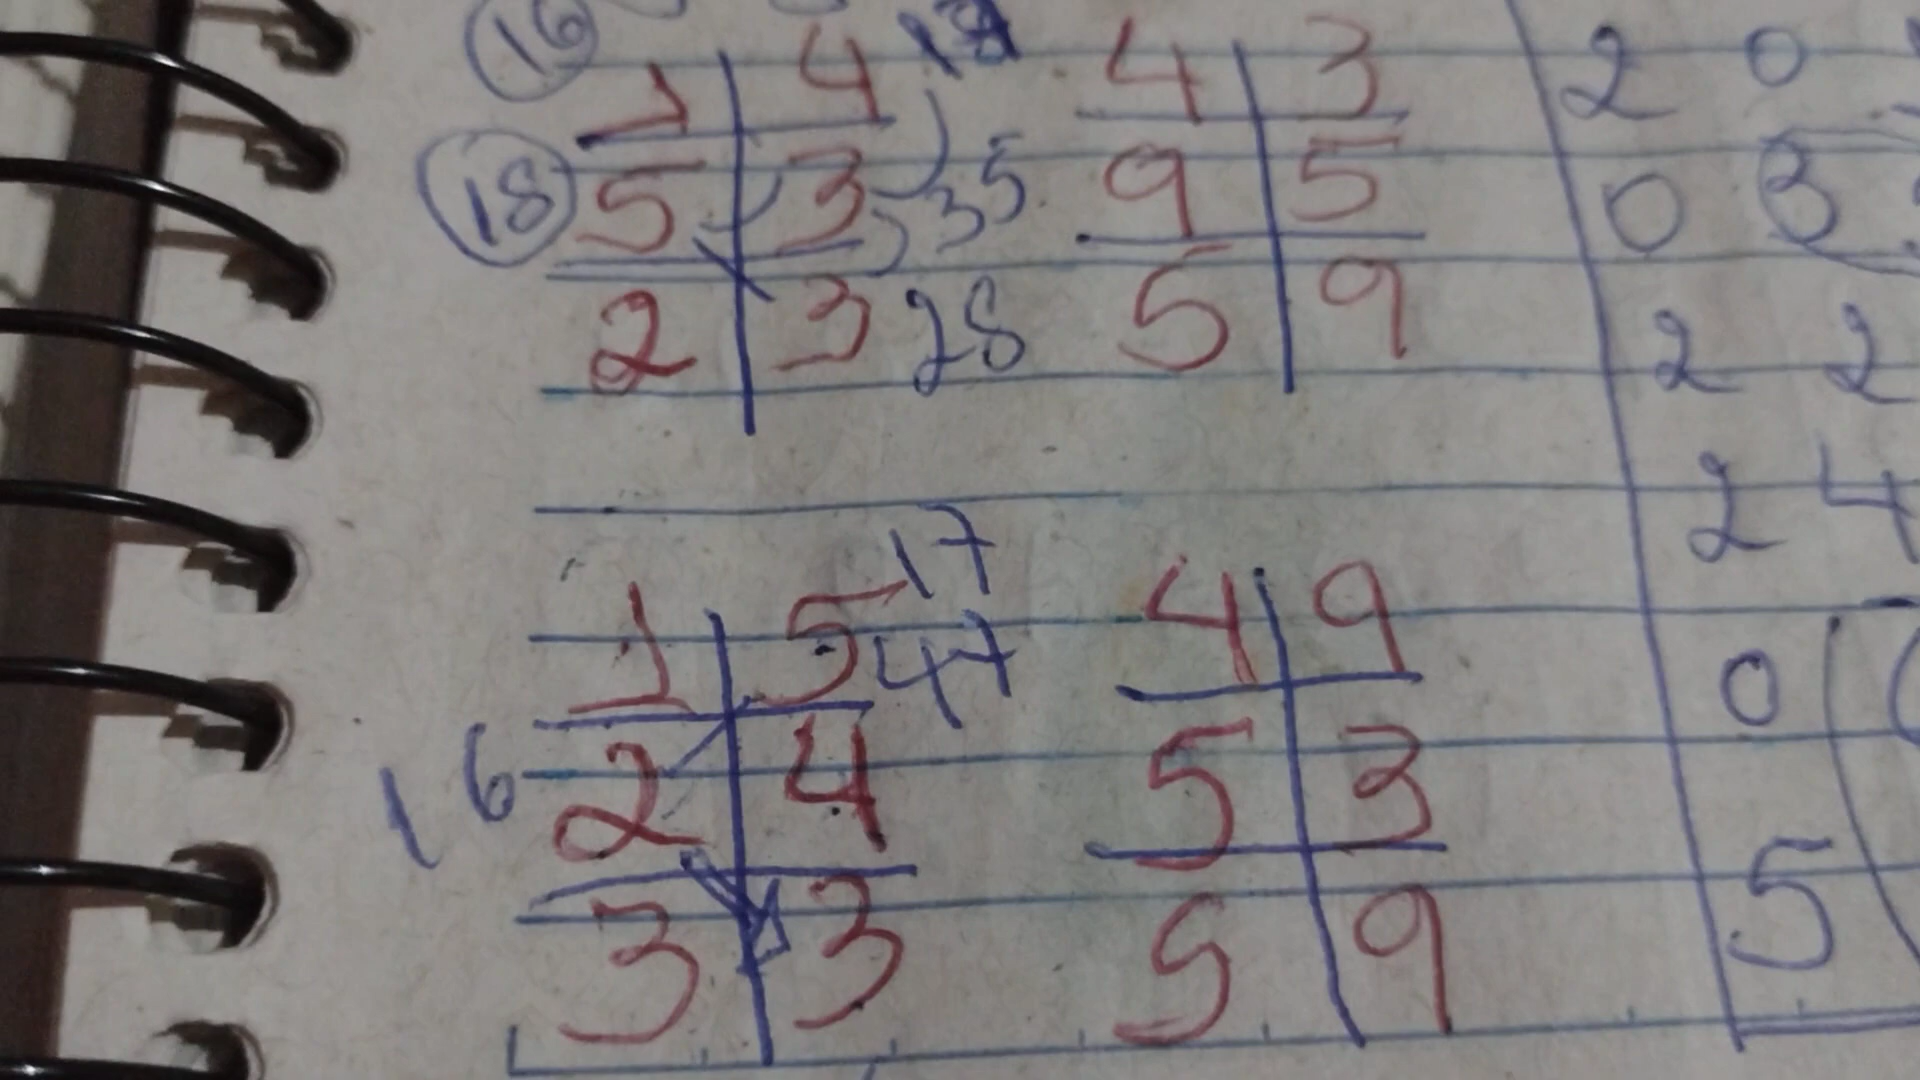 16
1 4 4 3 2 0
18 5 3 35 9 5 0 3
2 3 28 5 9 2 2
2 4
17
1 5 47 4 9 0
16 2 4 5 3
3 3 5 9 5